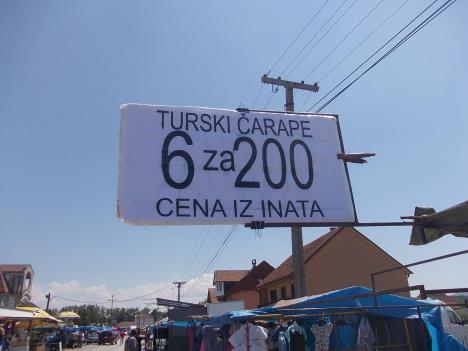 TURSKI ČARAPE
6 za 200
CENA IZ INATA